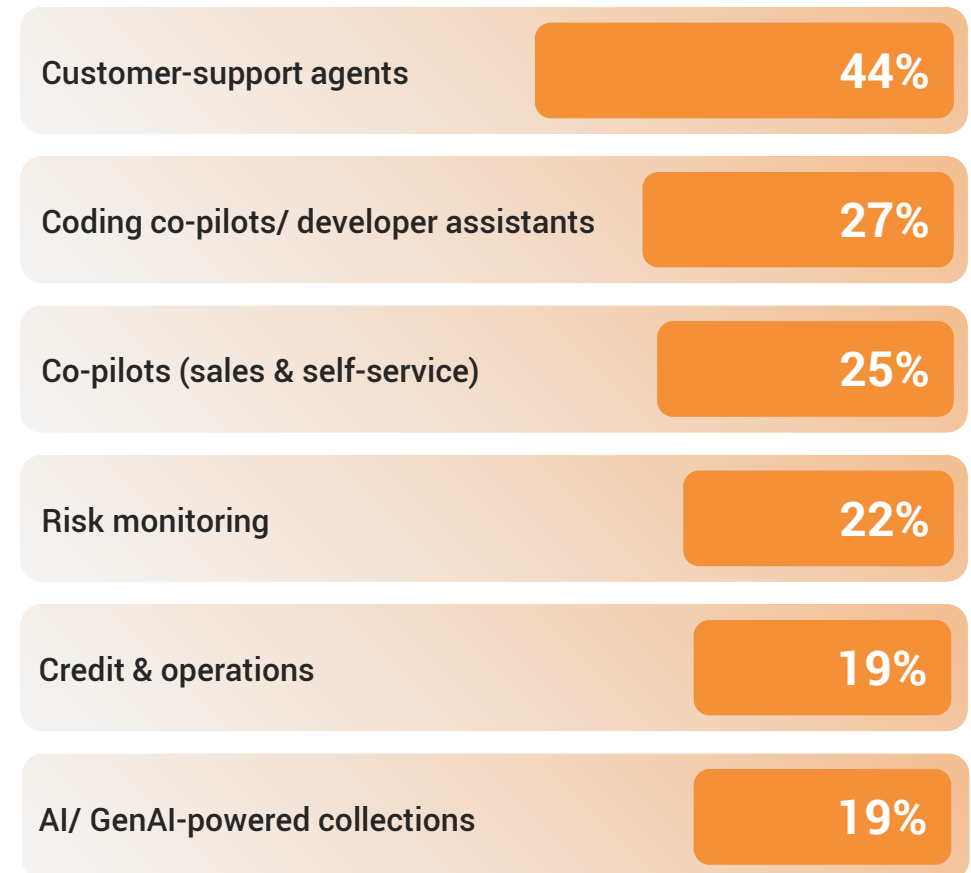 Customer-support agents 44%
Coding co-pilots/ developer assistants 27%
Co-pilots (sales & self-service) 25%
Risk monitoring 22%
Credit & operations 19%
AI/ GenAI-powered collections 19%